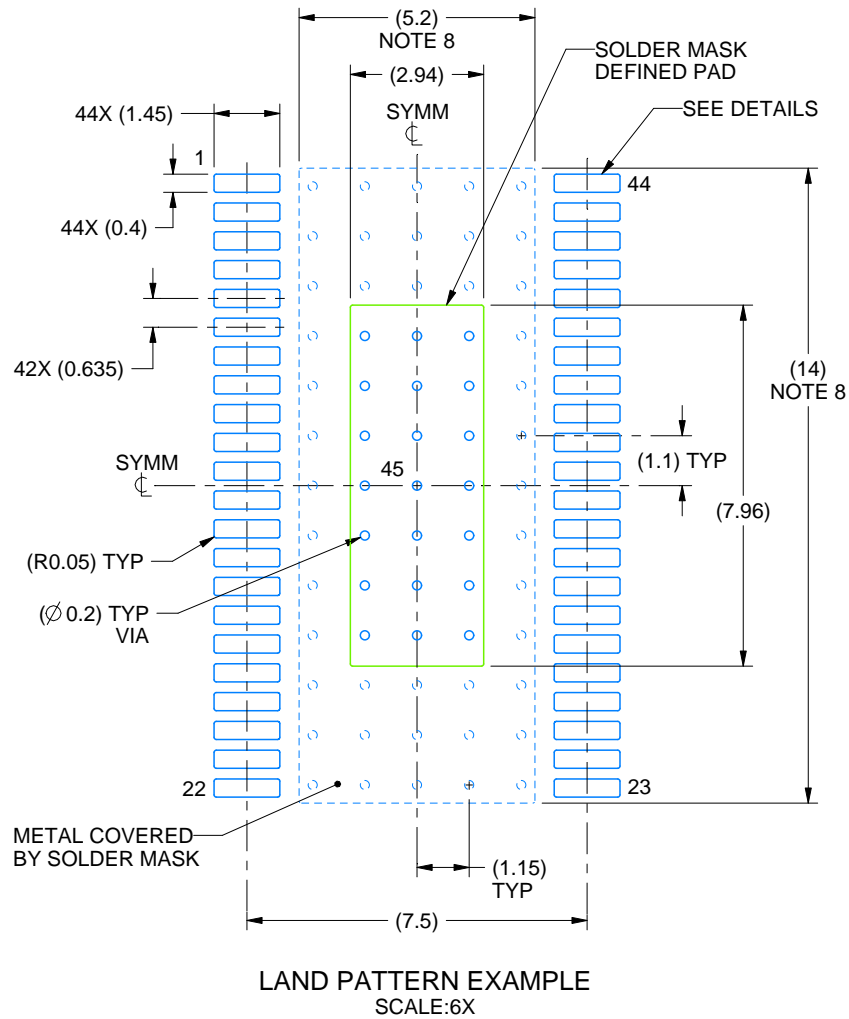 (5.2)
NOTE 8
SOLDER MASK
DEFINED PAD
(2.94)
44X (1.45)
SYMM
℄
SEE DETAILS
1
44
44X (0.4)
42X (0.635)
(14)
NOTE 8
SYMM
℄
45
(1.1) TYP
(7.96)
(R0.05) TYP
(∅ 0.2) TYP
VIA
22
23
METAL COVERED
BY SOLDER MASK
(1.15)
TYP
(7.5)
LAND PATTERN EXAMPLE
SCALE:6X